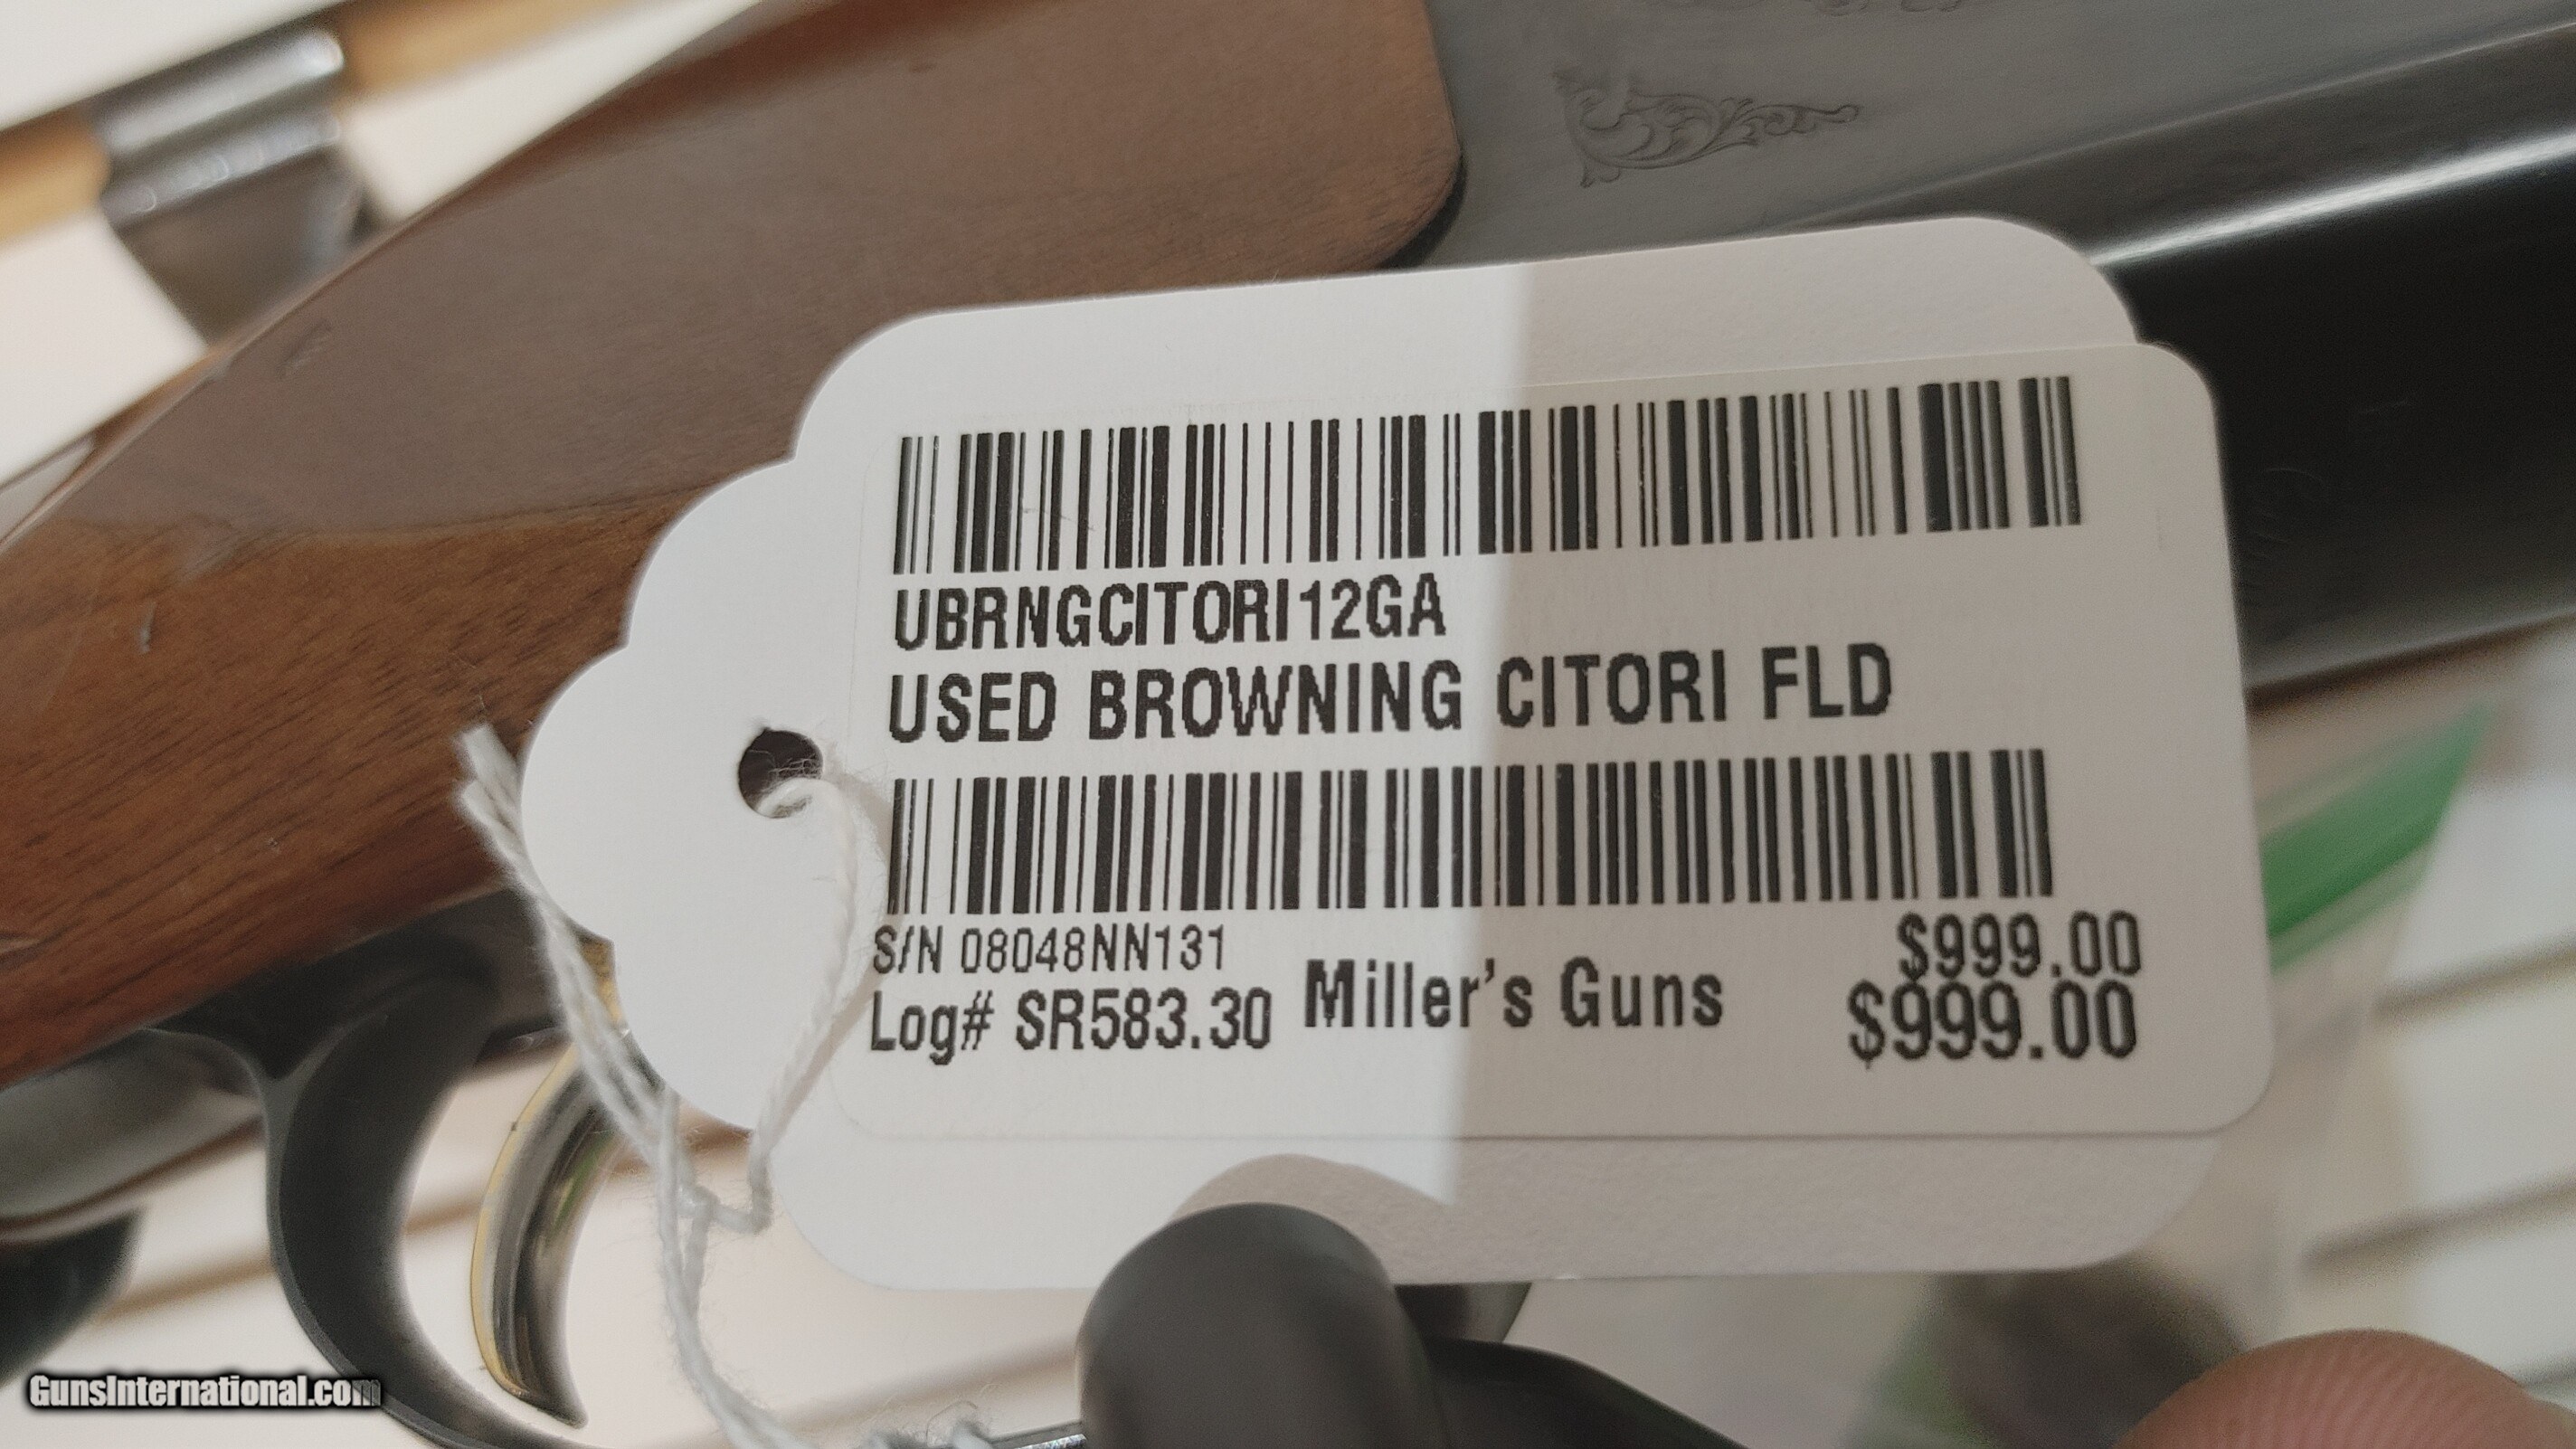 UBRNGCITORI12GA
USED BROWNING CITORI FLD
S/N 08048NN131
Log# SR583.30
Miller's Guns
$999.00
$999.00
GunsInternational.com